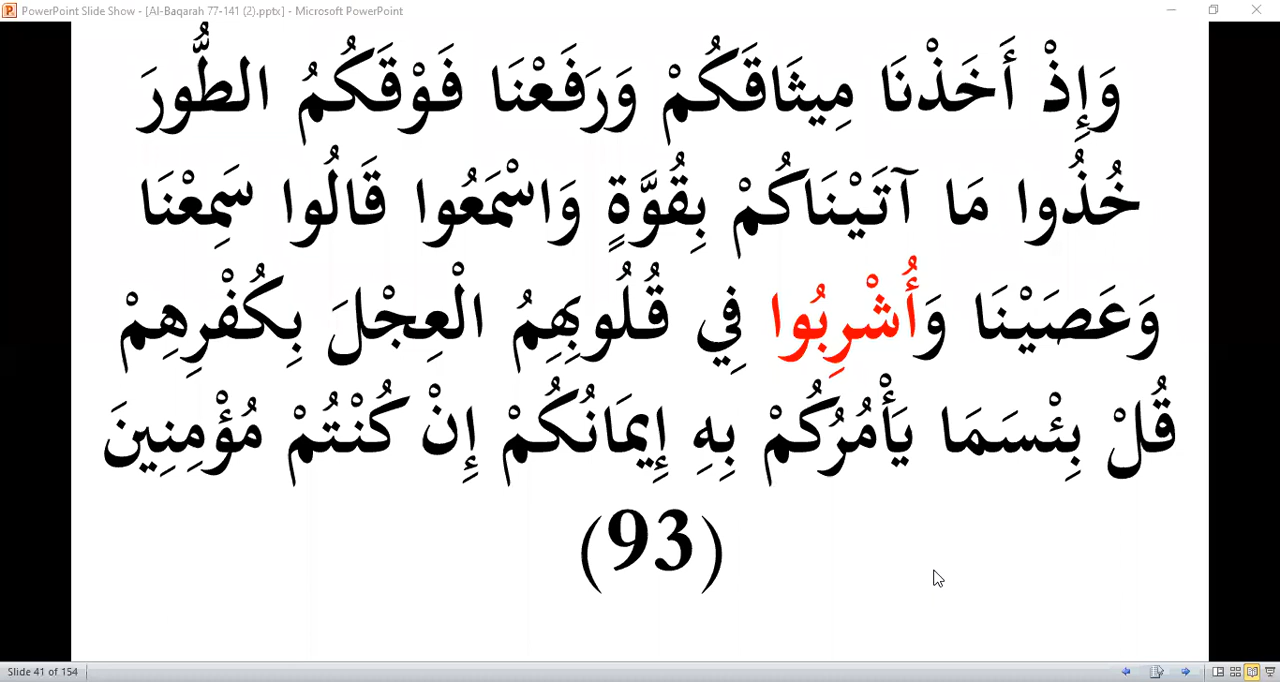 PowerPoint Slide Show - [Al-Baqarah 77-141 (2).pptx] - Microsoft PowerPoint
وَإِذْ أَخَذْنَا مِيثَاقَكُمْ وَرَفَعْنَا فَوْقَكُمُ الطُّورَ
خُذُوا مَا آتَيْنَاكُمْ بِقُوَّةٍ وَاسْمَعُوا قَالُوا سَمِعْنَا
وَعَصَيْنَا وَأُشْرِبُوا فِي قُلُوبِهِمُ الْعِجْلَ بِكُفْرِهِمْ
قُلْ بِئْسَمَا يَأْمُرُكُمْ بِهِ إِيمَانُكُمْ إِنْ كُنْتُمْ مُؤْمِنِينَ
(93)
Slide 41 of 154